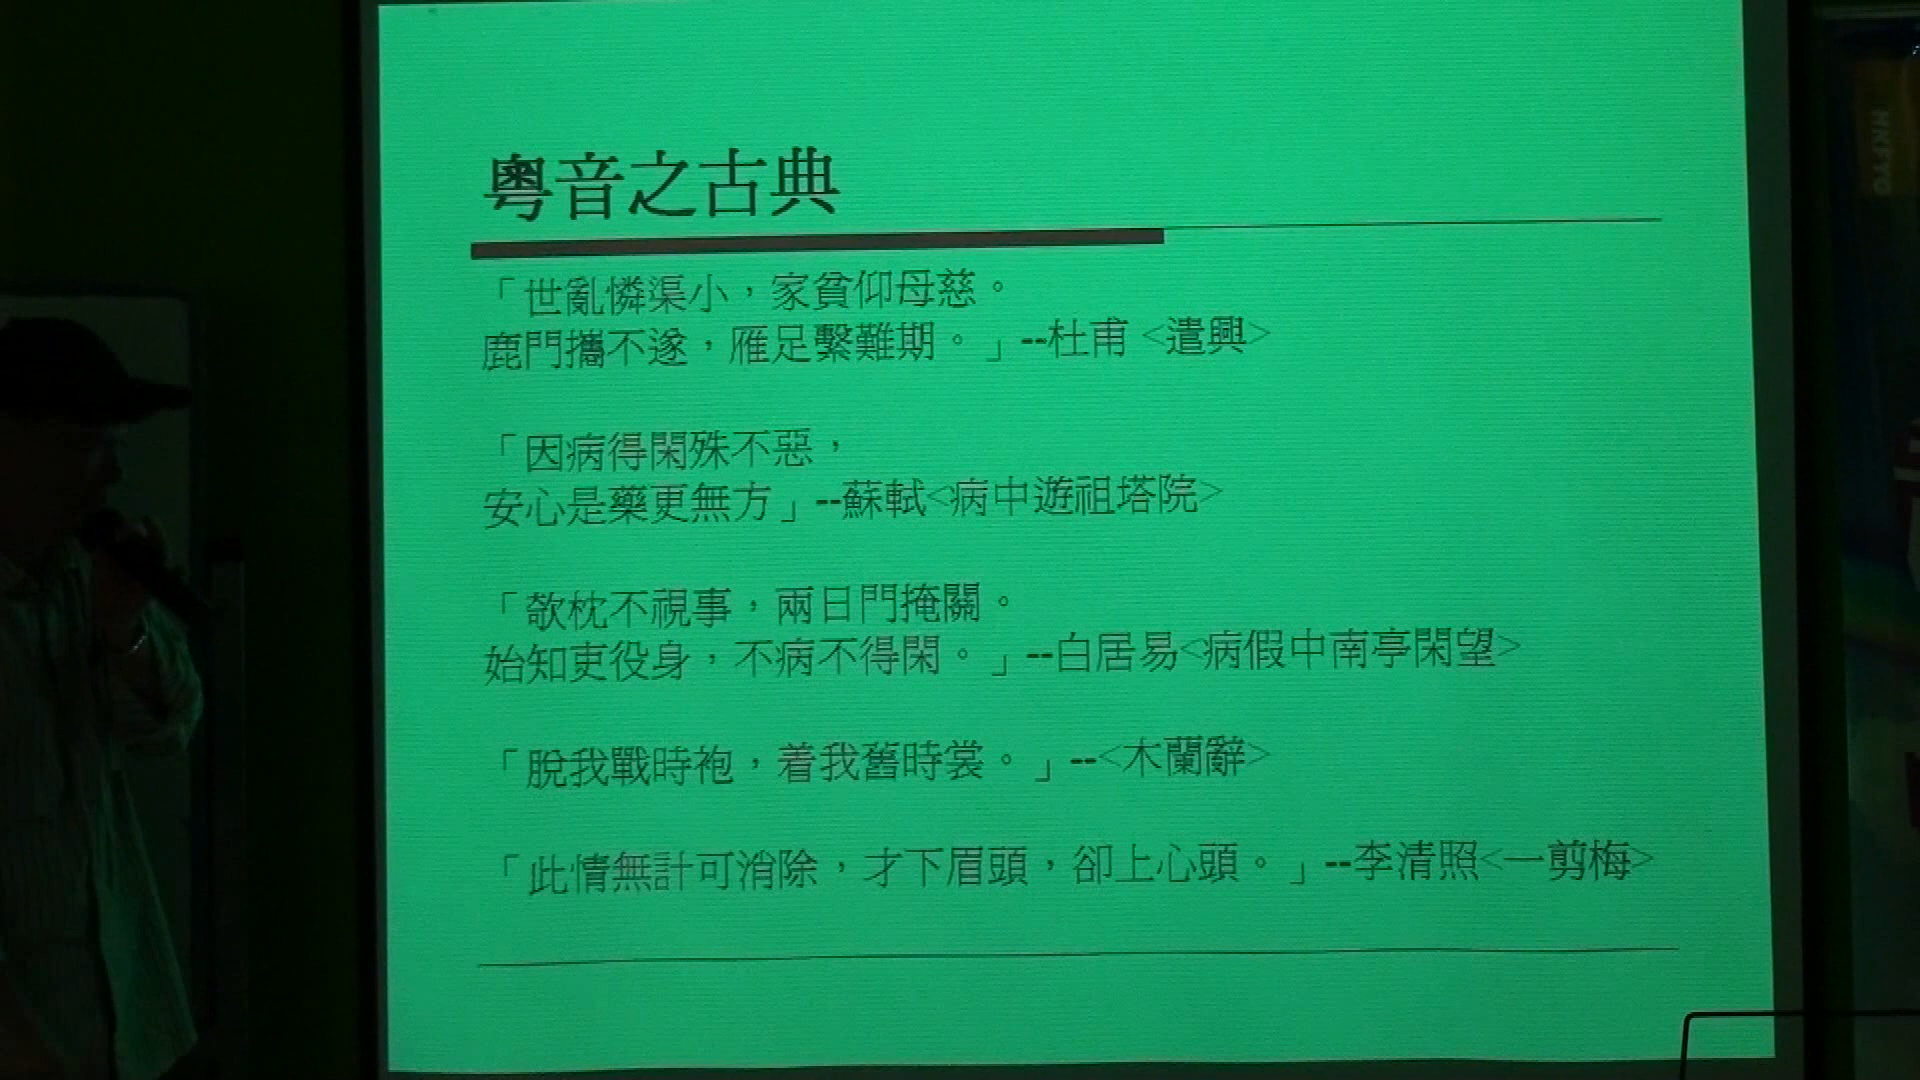 粵音之古典
「世亂憐渠小，家貧仰母慈。
鹿門攜不遂，雁足繫難期。」--杜甫 <遣興>
「因病得閑殊不惡，
安心是藥更無方」--蘇軾<病中遊祖塔院>
「欹枕不視事，兩日門掩關。
始知吏役身，不病不得閑。」--白居易<病假中南亭閑望>
「脫我戰時袍，着我舊時裳。」--<木蘭辭>
「此情無計可消除，才下眉頭，卻上心頭。」--李清照<一剪梅>